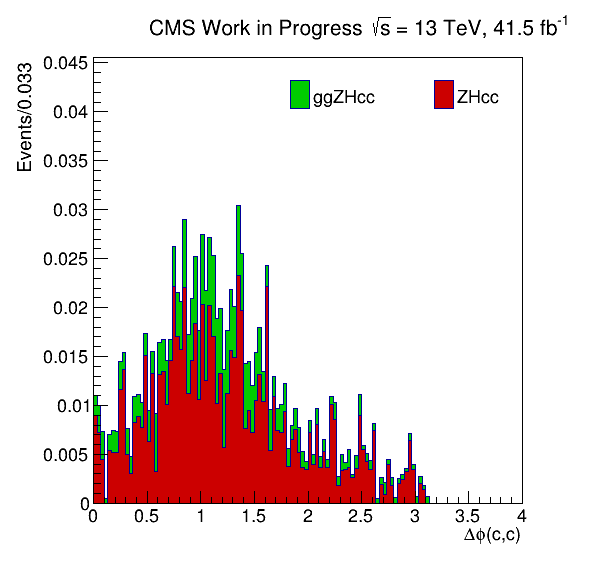 CMS Work in Progress √s = 13 TeV, 41.5 fb⁻¹
Events/0.033
0.045
0.04
0.035
0.03
0.025
0.02
0.015
0.01
0.005
0
ggZHcc
ZHcc
0 0.5 1 1.5 2 2.5 3 3.5 4
Δϕ(c,c)